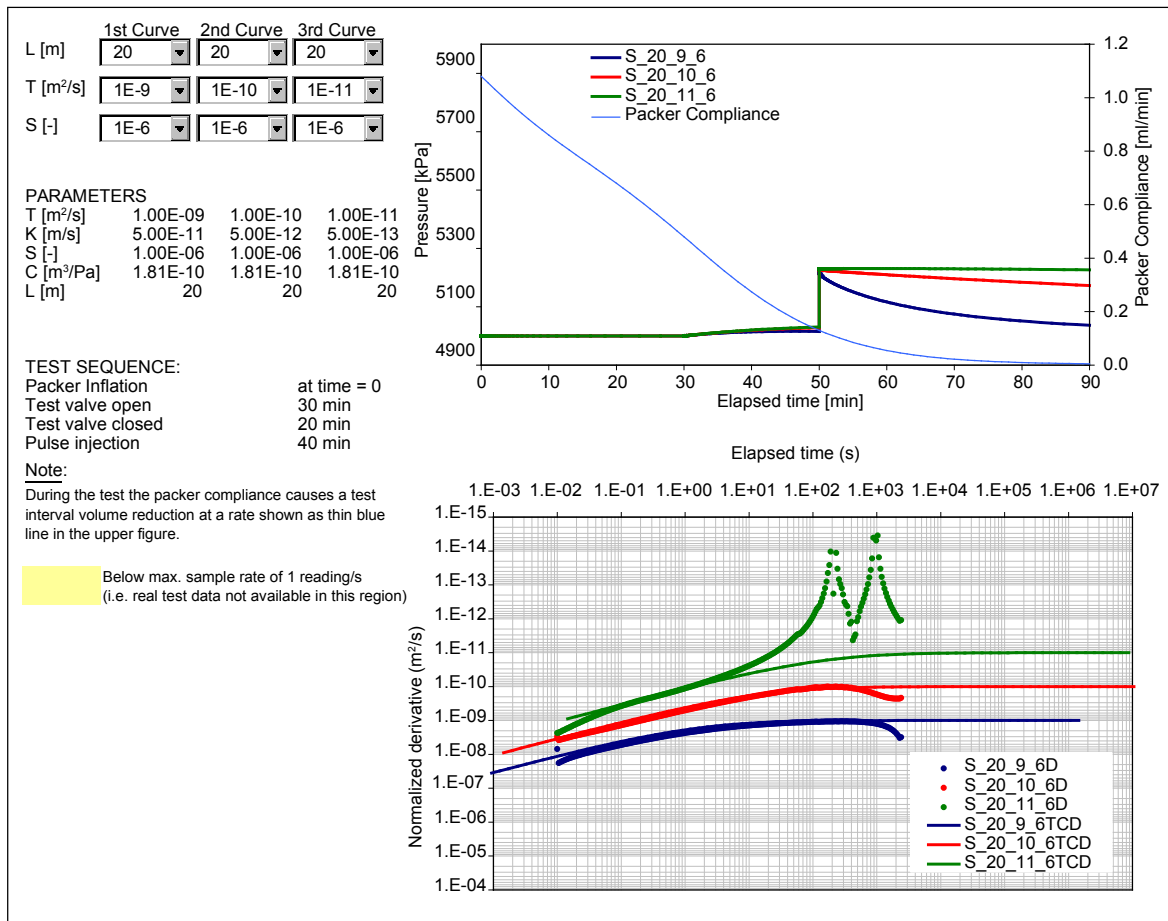 1st Curve 2nd Curve 3rd Curve
L [m] 20 20 20
T [m²/s] 1E-9 1E-10 1E-11
S [-] 1E-6 1E-6 1E-6
PARAMETERS
T [m²/s] 1.00E-09 1.00E-10 1.00E-11
K [m/s] 5.00E-11 5.00E-12 5.00E-13
S [-] 1.00E-06 1.00E-06 1.00E-06
C [m³/Pa] 1.81E-10 1.81E-10 1.81E-10
L [m] 20 20 20
TEST SEQUENCE:
Packer Inflation at time = 0
Test valve open 30 min
Test valve closed 20 min
Pulse injection 40 min
Note:
During the test the packer compliance causes a test
interval volume reduction at a rate shown as thin blue
line in the upper figure.
Below max. sample rate of 1 reading/s
(i.e. real test data not available in this region)
S_20_9_6
S_20_10_6
S_20_11_6
Packer Compliance
Pressure [kPa]
5900
5700
5500
5300
5100
4900
Packer Compliance [ml/min]
1.2
1.0
0.8
0.6
0.4
0.2
0.0
0 10 20 30 40 50 60 70 80 90
Elapsed time [min]
Elapsed time (s)
1.E-03 1.E-02 1.E-01 1.E+00 1.E+01 1.E+02 1.E+03 1.E+04 1.E+05 1.E+06 1.E+07
Normalized derivative (m²/s)
1.E-15
1.E-14
1.E-13
1.E-12
1.E-11
1.E-10
1.E-09
1.E-08
1.E-07
1.E-06
1.E-05
1.E-04
S_20_9_6D
S_20_10_6D
S_20_11_6D
S_20_9_6TCD
S_20_10_6TCD
S_20_11_6TCD